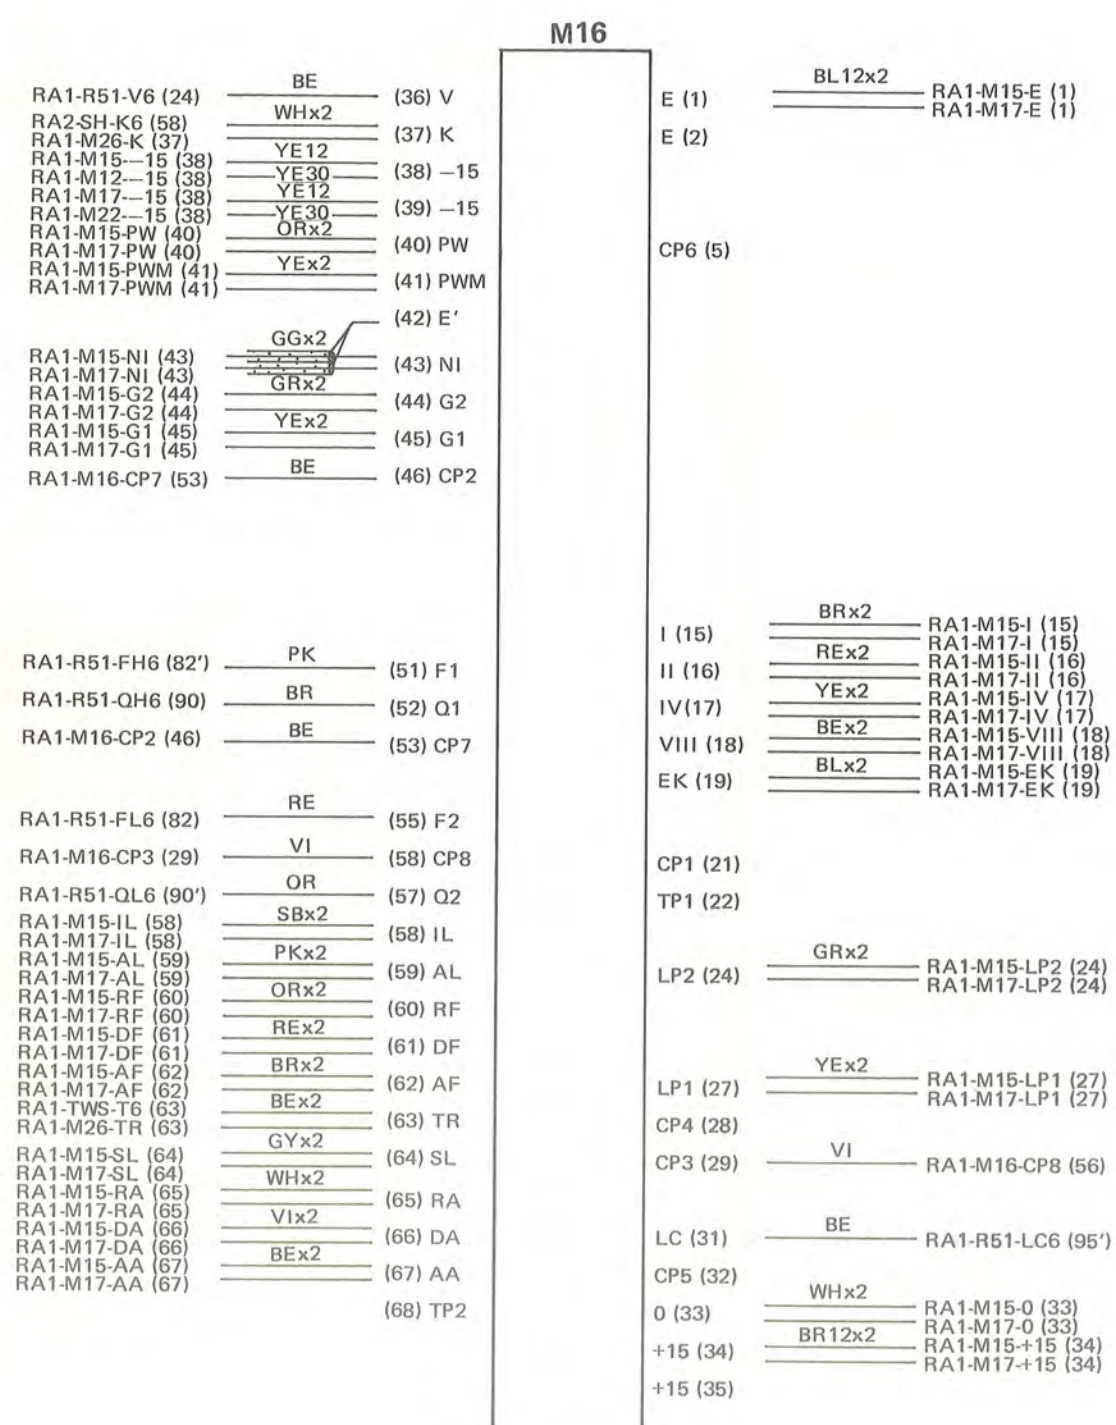 M16
BE
RA1-R51-V6 (24)
(36) V
WHx2
RA2-SH-K6 (58)
RA1-M26-K (37)
(37) K
YE12
RA1-M15-–15 (38)
RA1-M12-–15 (38)
YE30
(38) –15
YE12
RA1-M17-–15 (38)
RA1-M22-–15 (38)
YE30
(39) –15
ORx2
RA1-M15-PW (40)
RA1-M17-PW (40)
(40) PW
YEx2
RA1-M15-PWM (41)
RA1-M17-PWM (41)
(41) PWM
(42) E'
GGx2
RA1-M15-NI (43)
RA1-M17-NI (43)
(43) NI
GRx2
RA1-M15-G2 (44)
RA1-M17-G2 (44)
(44) G2
YEx2
RA1-M15-G1 (45)
RA1-M17-G1 (45)
(45) G1
BE
RA1-M16-CP7 (53)
(46) CP2
PK
RA1-R51-FH6 (82')
(51) F1
BR
RA1-R51-QH6 (90)
(52) Q1
BE
RA1-M16-CP2 (46)
(53) CP7
RE
RA1-R51-FL6 (82)
(55) F2
VI
RA1-M16-CP3 (29)
(58) CP8
OR
RA1-R51-QL6 (90')
(57) Q2
SBx2
RA1-M15-IL (58)
RA1-M17-IL (58)
(58) IL
PKx2
RA1-M15-AL (59)
RA1-M17-AL (59)
(59) AL
ORx2
RA1-M15-RF (60)
RA1-M17-RF (60)
(60) RF
REx2
RA1-M15-DF (61)
RA1-M17-DF (61)
(61) DF
BRx2
RA1-M15-AF (62)
RA1-M17-AF (62)
(62) AF
BEx2
RA1-TWS-T6 (63)
RA1-M26-TR (63)
(63) TR
GYx2
RA1-M15-SL (64)
RA1-M17-SL (64)
(64) SL
WHx2
RA1-M15-RA (65)
RA1-M17-RA (65)
(65) RA
VIx2
RA1-M15-DA (66)
RA1-M17-DA (66)
(66) DA
BEx2
RA1-M15-AA (67)
RA1-M17-AA (67)
(67) AA
(68) TP2
BL12x2
E (1)
RA1-M15-E (1)
RA1-M17-E (1)
E (2)
CP6 (5)
BRx2
I (15)
RA1-M15-I (15)
RA1-M17-I (15)
REx2
II (16)
RA1-M15-II (16)
RA1-M17-II (16)
YEx2
IV(17)
RA1-M15-IV (17)
RA1-M17-IV (17)
BEx2
VIII (18)
RA1-M15-VIII (18)
RA1-M17-VIII (18)
BLx2
EK (19)
RA1-M15-EK (19)
RA1-M17-EK (19)
CP1 (21)
TP1 (22)
GRx2
LP2 (24)
RA1-M15-LP2 (24)
RA1-M17-LP2 (24)
YEx2
LP1 (27)
RA1-M15-LP1 (27)
RA1-M17-LP1 (27)
CP4 (28)
VI
CP3 (29)
RA1-M16-CP8 (56)
BE
LC (31)
RA1-R51-LC6 (95')
CP5 (32)
WHx2
0 (33)
RA1-M15-0 (33)
RA1-M17-0 (33)
BR12x2
+15 (34)
RA1-M15-+15 (34)
RA1-M17-+15 (34)
+15 (35)